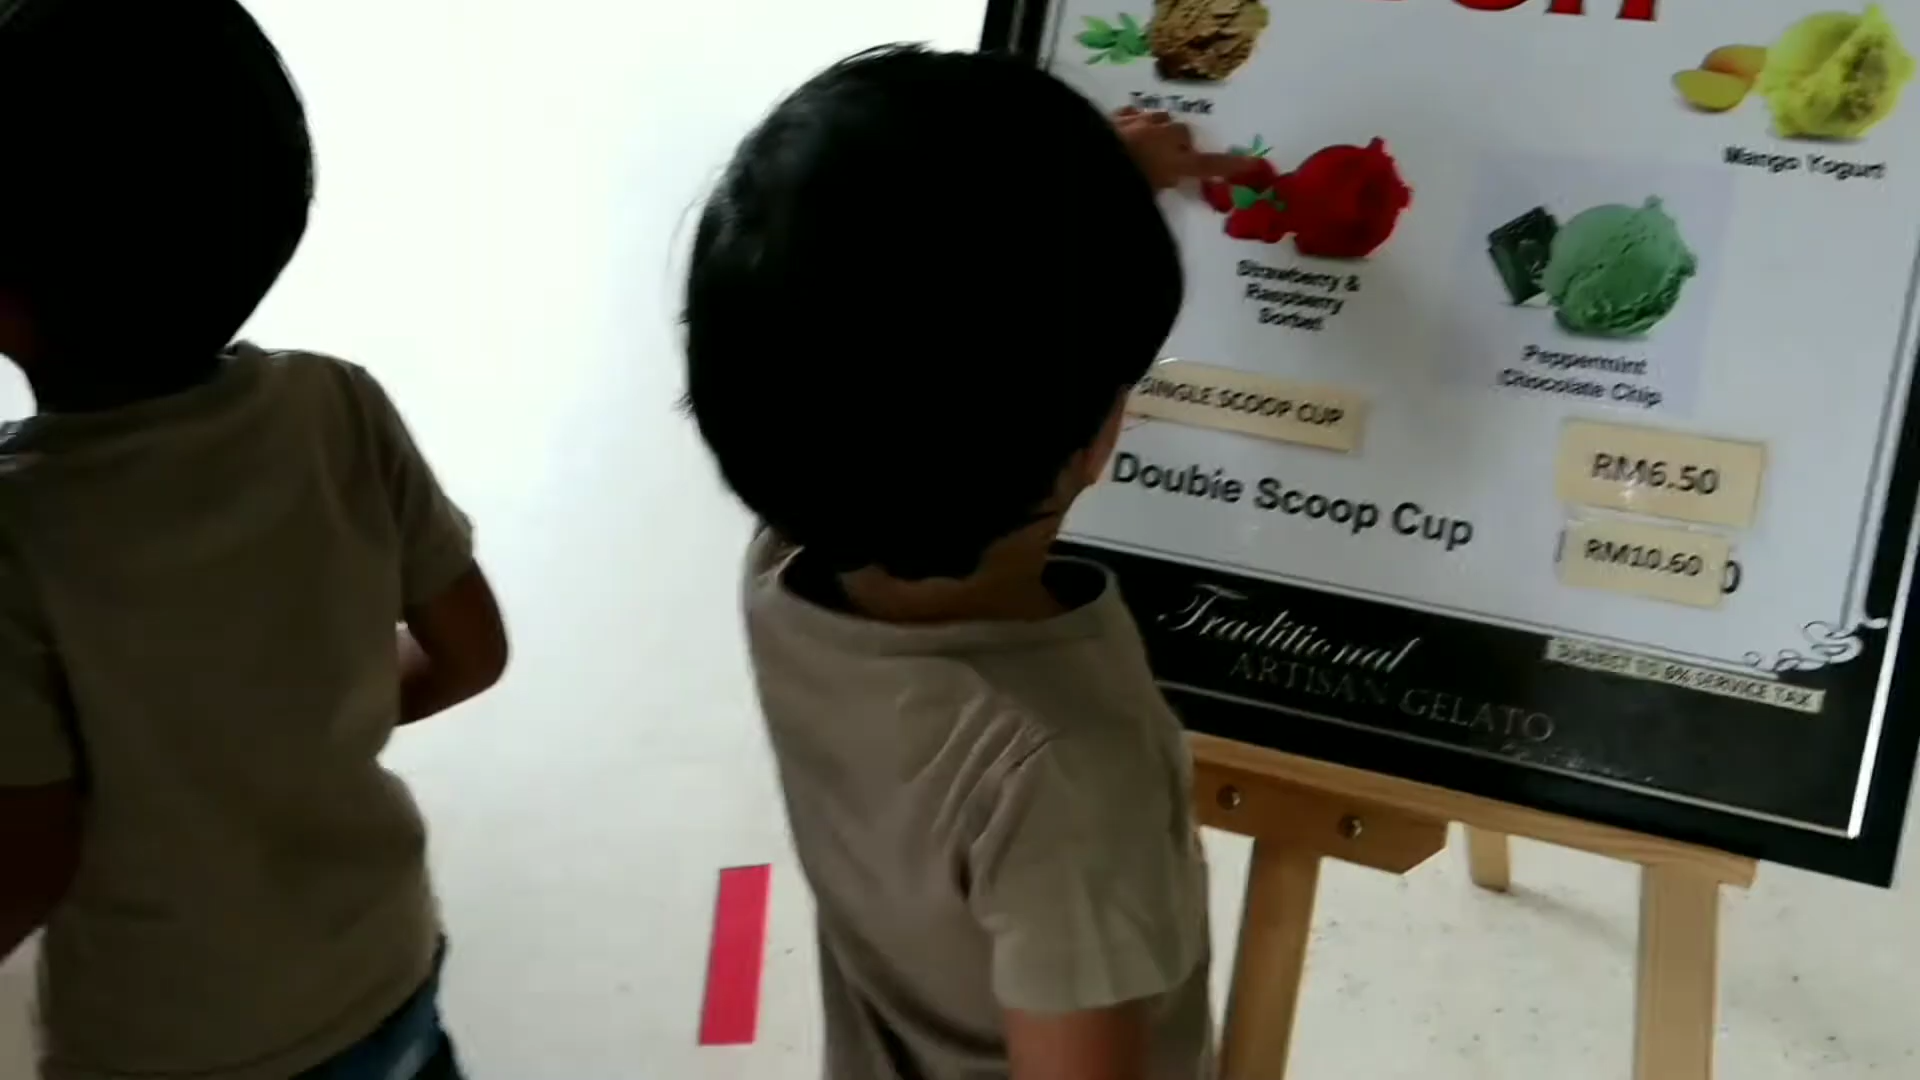 Teh Tarik
Mango Yogurt
Strawberry &
Raspberry
Sorbet
Peppermint
Chocolate Chip
SINGLE SCOOP CUP
RM6.50
Double Scoop Cup
RM10.60
Traditional
ARTISAN GELATO
SUBJECT TO 6% SERVICE TAX